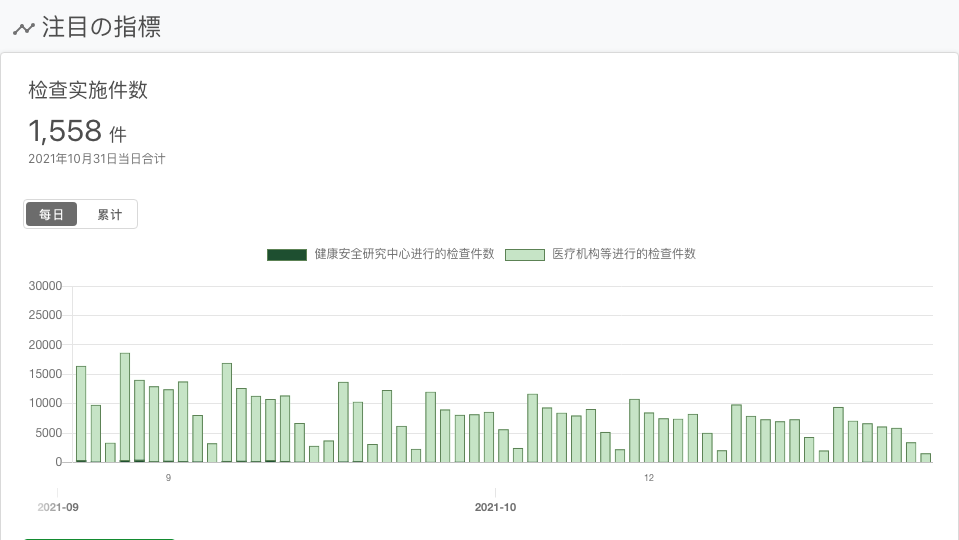 注目の指標
检查实施件数
1,558 件
2021年10月31日当日合计
每日 累计
健康安全研究中心进行的检查件数 医疗机构等进行的检查件数
30000
25000
20000
15000
10000
5000
0
9 12
2021-09 2021-10